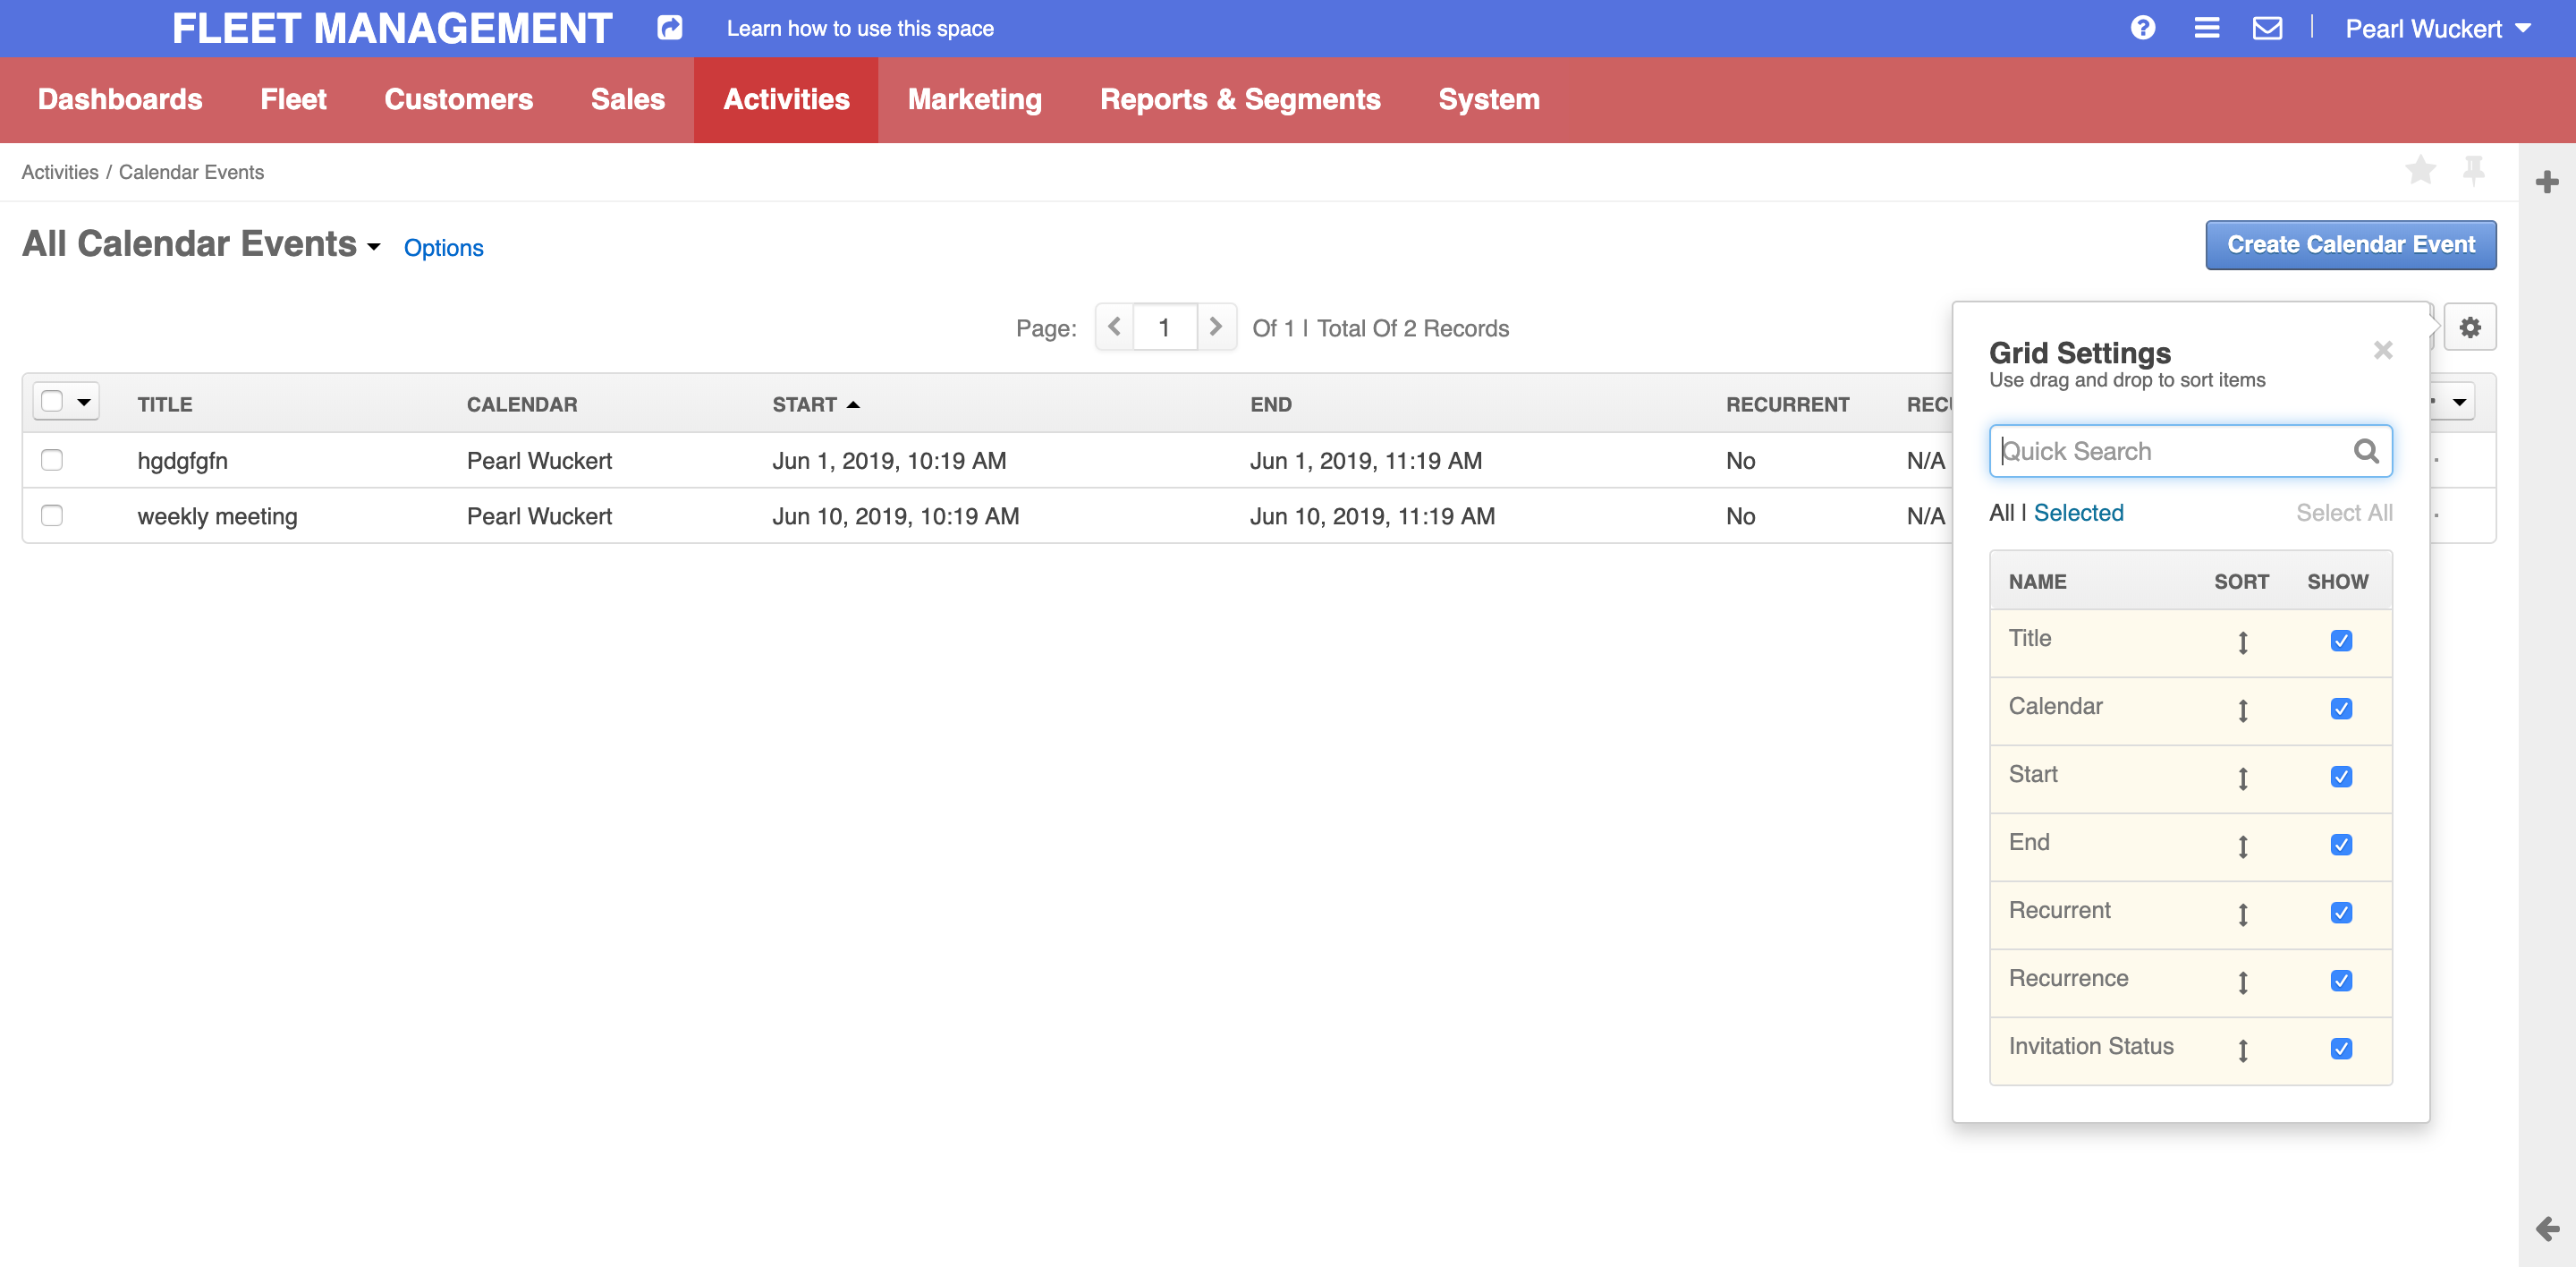 FLEET MANAGEMENT Learn how to use this space Pearl Wuckert
Dashboards Fleet Customers Sales Activities Marketing Reports & Segments System
Activities / Calendar Events
All Calendar Events Options Create Calendar Event
Page: 1 Of 1 | Total Of 2 Records
TITLE CALENDAR START END RECURRENT RECU
hgdgfgfn Pearl Wuckert Jun 1, 2019, 10:19 AM Jun 1, 2019, 11:19 AM No N/A
weekly meeting Pearl Wuckert Jun 10, 2019, 10:19 AM Jun 10, 2019, 11:19 AM No N/A
Grid Settings
Use drag and drop to sort items
Quick Search
All | Selected Select All
NAME SORT SHOW
Title
Calendar
Start
End
Recurrent
Recurrence
Invitation Status